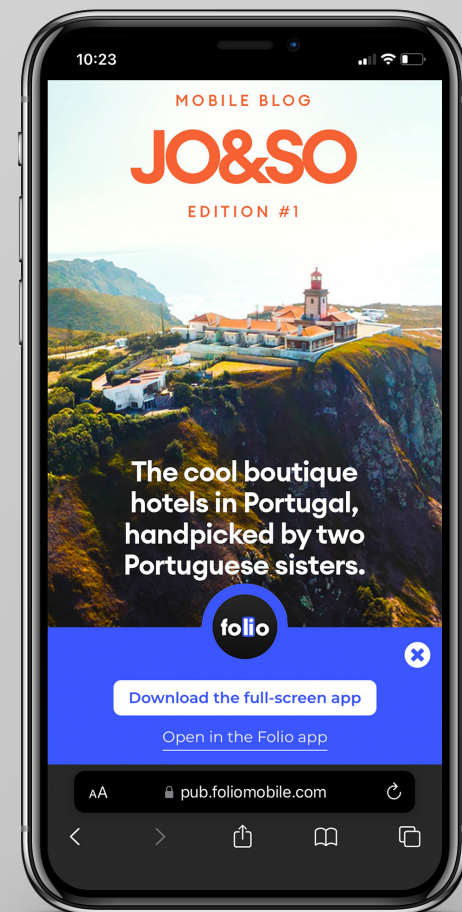 10:23
MOBILE BLOG
JO&SO
EDITION #1
The cool boutique
hotels in Portugal,
handpicked by two
Portuguese sisters.
folio
Download the full-screen app
Open in the Folio app
AA pub.foliomobile.com